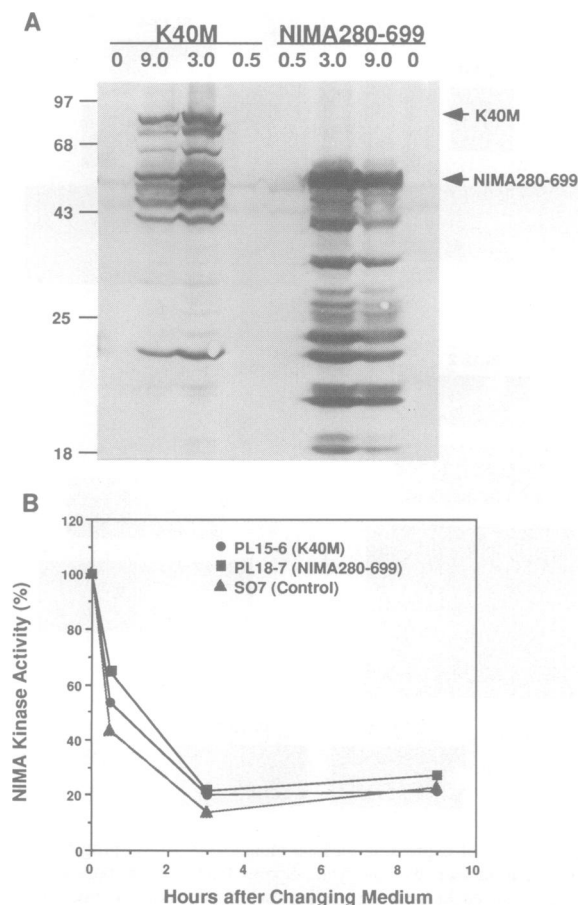 A
K40M NIMA280-699
0 9.0 3.0 0.5 0.5 3.0 9.0 0
97
K40M
68
NIMA280-699
43
25
18
B
120
PL15-6 (K40M)
PL18-7 (NIMA280-699)
SO7 (Control)
100
80
60
40
20
0
NIMA Kinase Activity (%)
0 2 4 6 8 10
Hours after Changing Medium